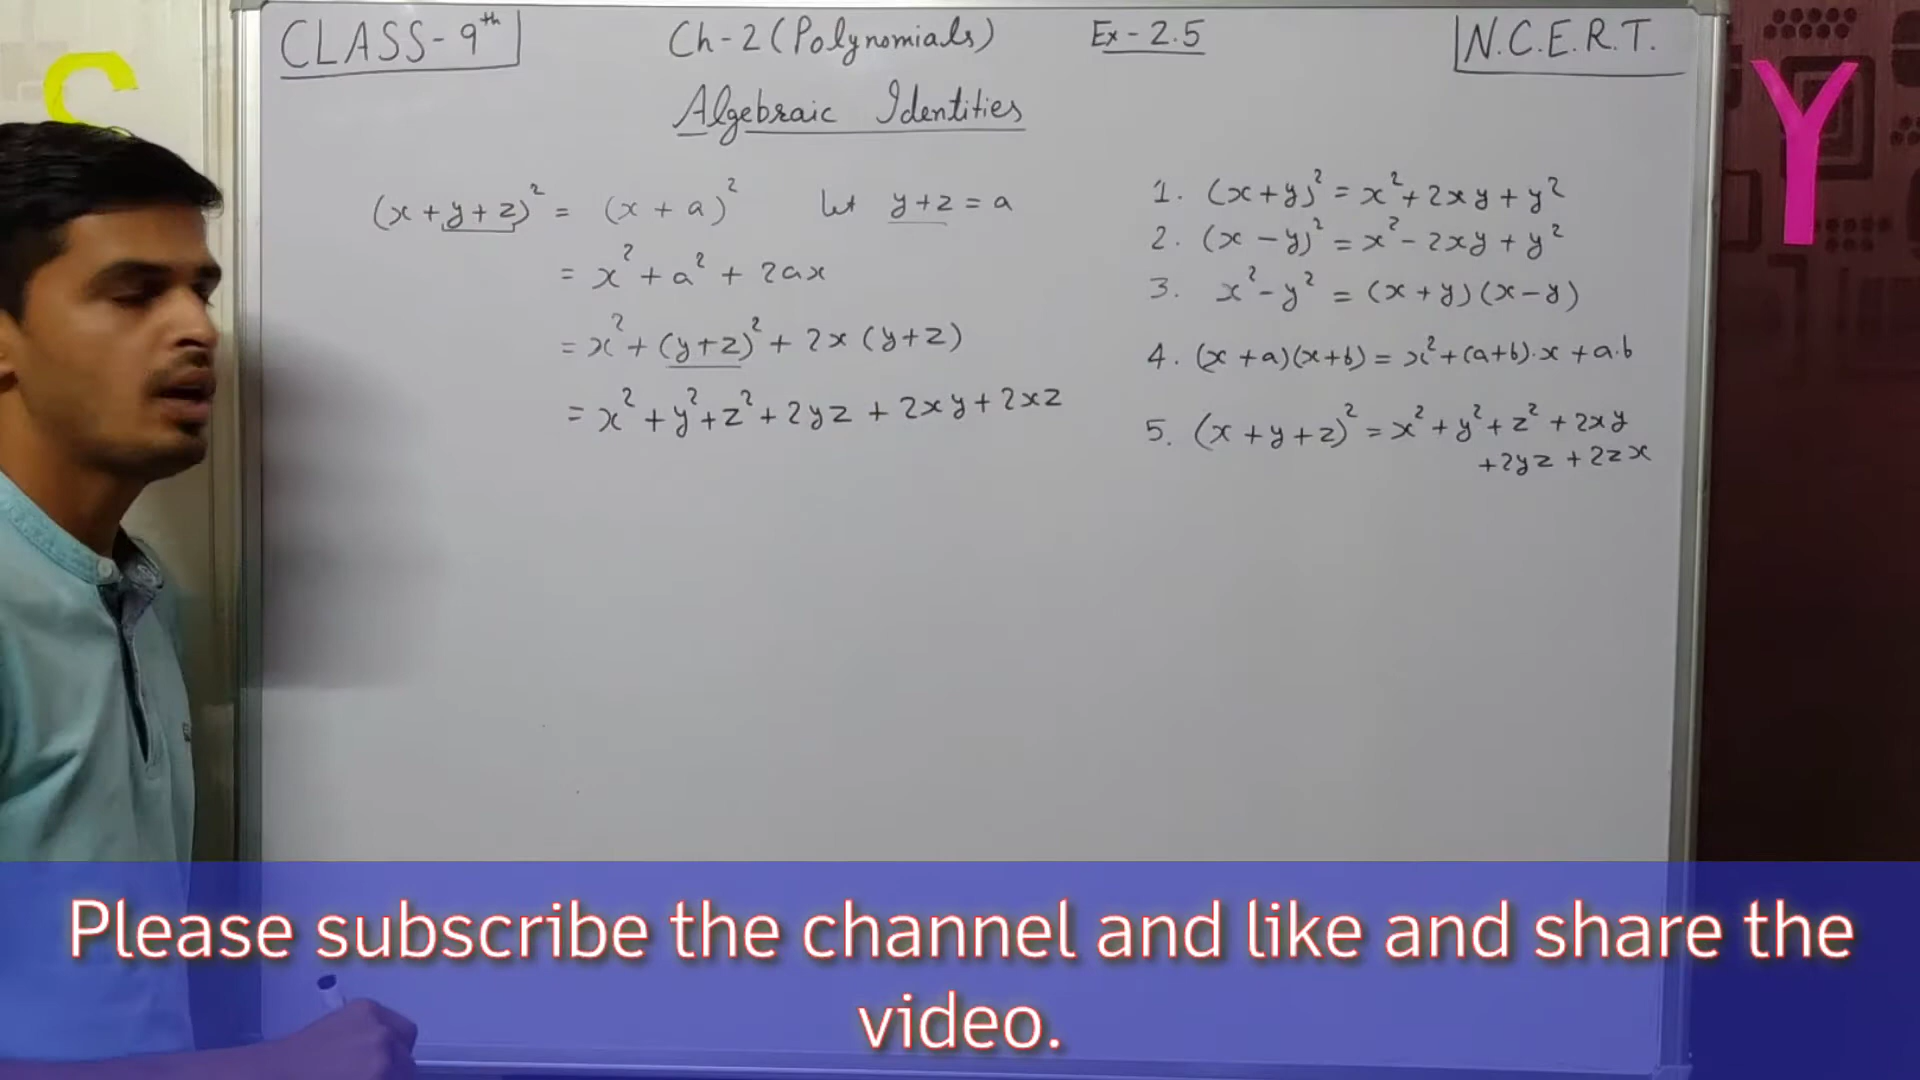 CLASS-9th
Ch-2 (Polynomials)
Ex-2.5
N.C.E.R.T.
S
Y
Algebraic Identities
(x+y+z)² = (x+a)² let y+z = a
= x² + a² + 2ax
= x² + (y+z)² + 2x(y+z)
= x² + y² + z² + 2yz + 2xy + 2xz
1. (x+y)² = x² + 2xy + y²
2. (x-y)² = x² - 2xy + y²
3. x² - y² = (x+y)(x-y)
4. (x+a)(x+b) = x² + (a+b).x + a.b
5. (x+y+z)² = x² + y² + z² + 2xy
+2yz + 2zx
Please subscribe the channel and like and share the
video.